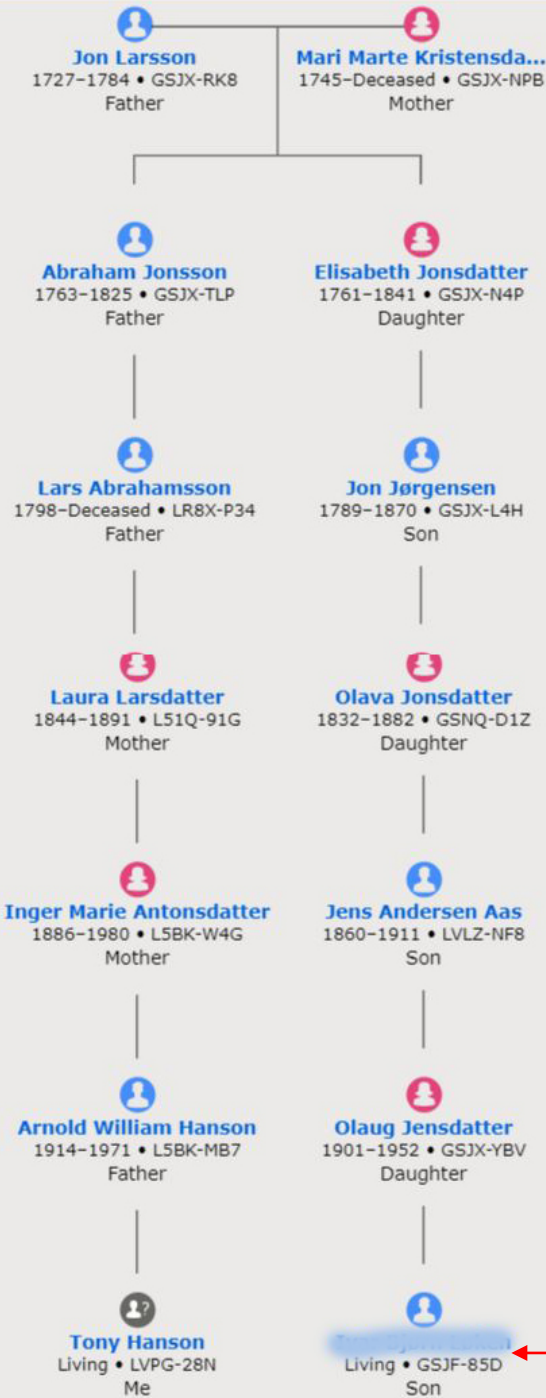 Jon Larsson
1727–1784 • GSJX-RK8
Father
Mari Marte Kristensda...
1745–Deceased • GSJX-NPB
Mother
Abraham Jonsson
1763–1825 • GSJX-TLP
Father
Elisabeth Jonsdatter
1761–1841 • GSJX-N4P
Daughter
Lars Abrahamsson
1798–Deceased • LR8X-P34
Father
Jon Jørgensen
1789–1870 • GSJX-L4H
Son
Laura Larsdatter
1844–1891 • L51Q-91G
Mother
Olava Jonsdatter
1832–1882 • GSNQ-D1Z
Daughter
Inger Marie Antonsdatter
1886–1980 • L5BK-W4G
Mother
Jens Andersen Aas
1860–1911 • LVLZ-NF8
Son
Arnold William Hanson
1914–1971 • L5BK-MB7
Father
Olaug Jensdatter
1901–1952 • GSJX-YBV
Daughter
Tony Hanson
Living • LVPG-28N
Me
Living • GSJF-85D
Son